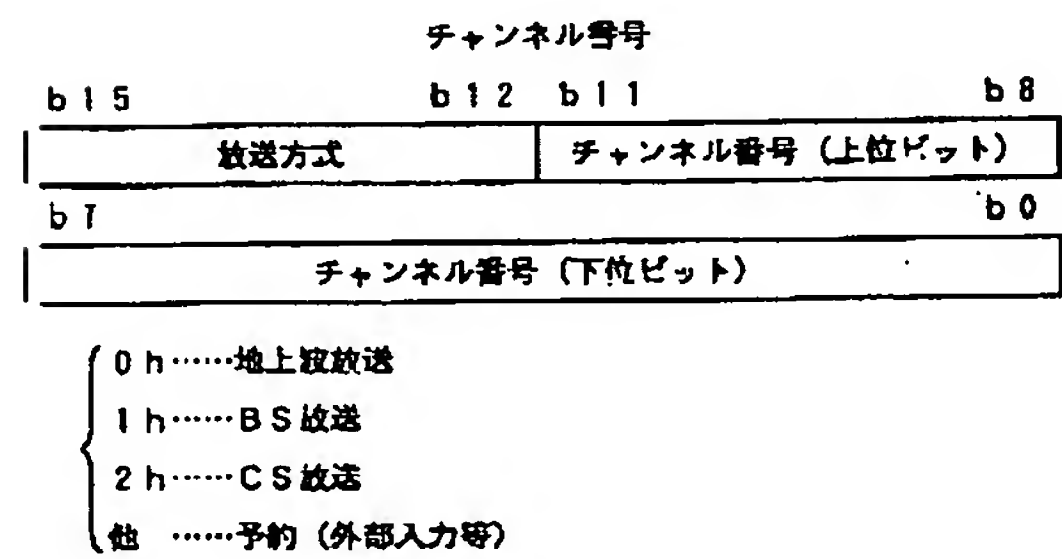 チャンネル番号
b15 b12 b11 b8
放送方式 チャンネル番号（上位ビット）
b7 b0
チャンネル番号（下位ビット）
0h……地上波放送
1h……BS放送
2h……CS放送
他……予約（外部入力等）